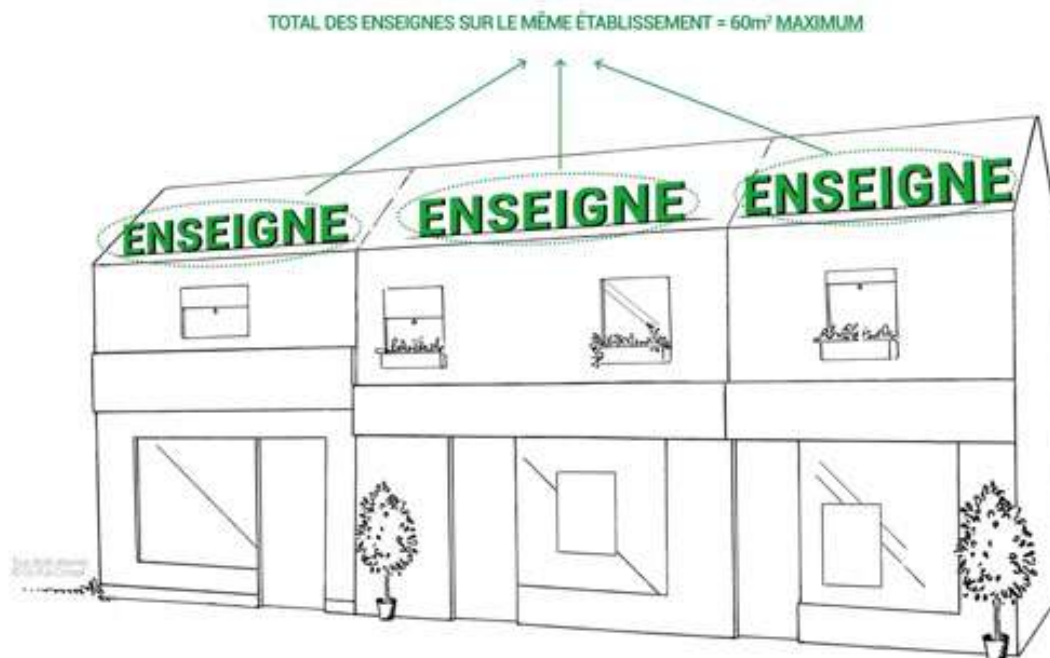 TOTAL DES ENSEIGNES SUR LE MÊME ÉTABLISSEMENT = 60m² MAXIMUM
ENSEIGNE ENSEIGNE ENSEIGNE